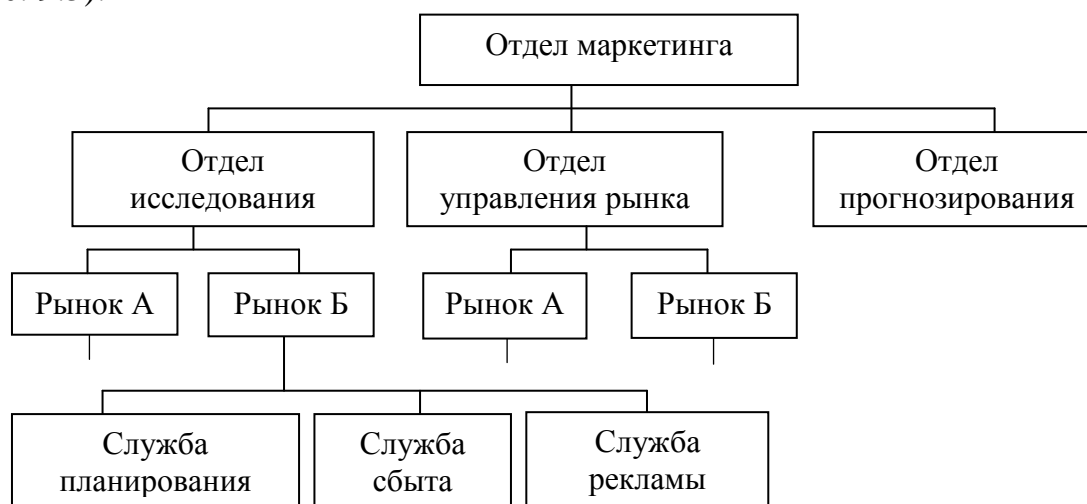 Отдел маркетинга
Отдел
исследования
Отдел
управления рынка
Отдел
прогнозирования
Рынок А
Рынок Б
Рынок А
Рынок Б
Служба
планирования
Служба
сбыта
Служба
рекламы